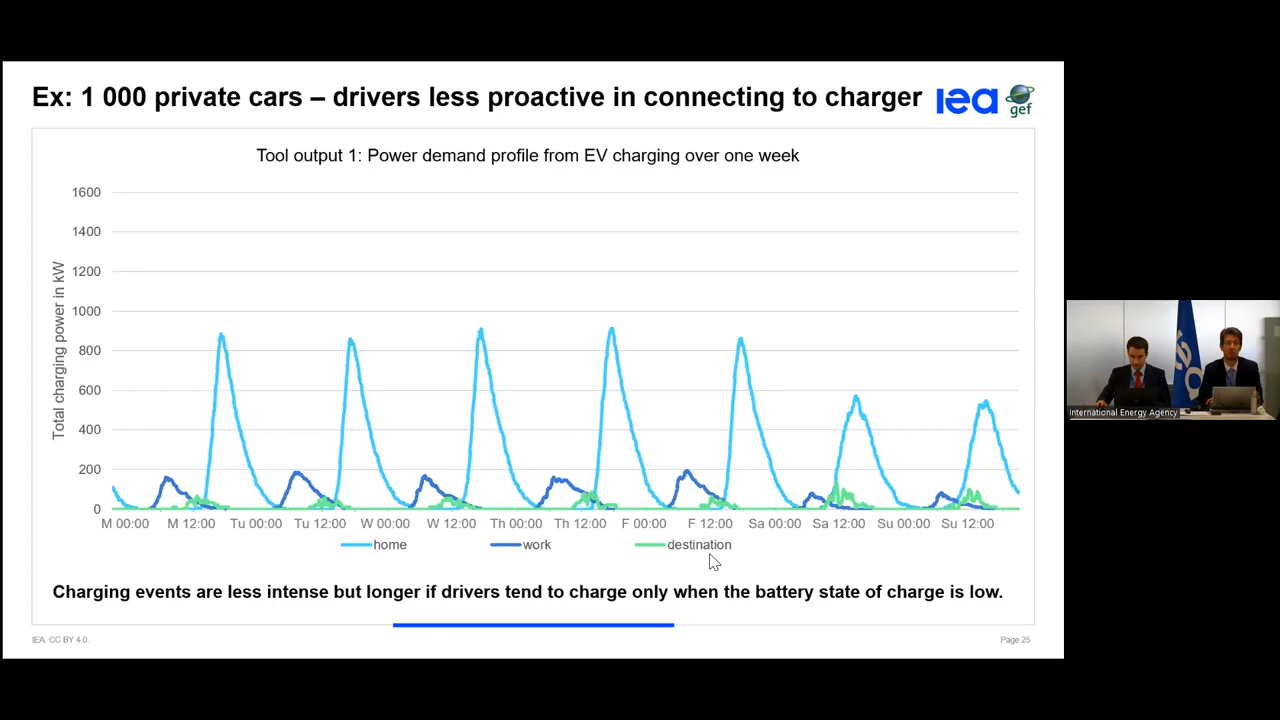 Ex: 1 000 private cars – drivers less proactive in connecting to charger
iea
gef
Tool output 1: Power demand profile from EV charging over one week
Total charging power in kW
1600
1400
1200
1000
800
600
400
200
0
M 00:00 M 12:00 Tu 00:00 Tu 12:00 W 00:00 W 12:00 Th 00:00 Th 12:00 F 00:00 F 12:00 Sa 00:00 Sa 12:00 Su 00:00 Su 12:00
home work destination
Charging events are less intense but longer if drivers tend to charge only when the battery state of charge is low.
IEA. CC BY 4.0.
Page 25
International Energy Agency